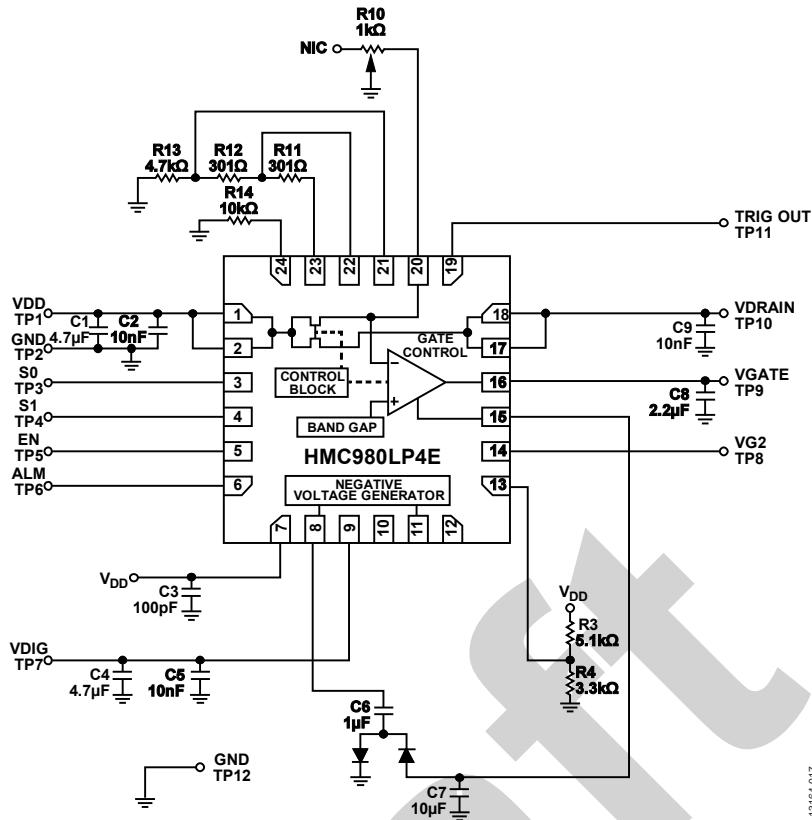 R10
1kΩ
NIC
R13
4.7kΩ
R12
301Ω
R11
301Ω
R14
10kΩ
TRIG OUT
TP11
24
23
22
21
20
19
VDD
TP1
C1
4.7µF
C2
10nF
GND
TP2
S0
TP3
S1
TP4
EN
TP5
ALM
TP6
1
2
3
4
5
6
GATE
CONTROL
CONTROL
BLOCK
BAND GAP
HMC980LP4E
NEGATIVE
VOLTAGE GENERATOR
18
17
16
15
14
13
VDRAIN
TP10
C9
10nF
VGATE
TP9
C8
2.2µF
VG2
TP8
7
8
9
10
11
12
VDD
C3
100pF
VDIG
TP7
C4
4.7µF
C5
10nF
C6
1µF
C7
10µF
VDD
R3
5.1kΩ
R4
3.3kΩ
GND
TP12
13164-017